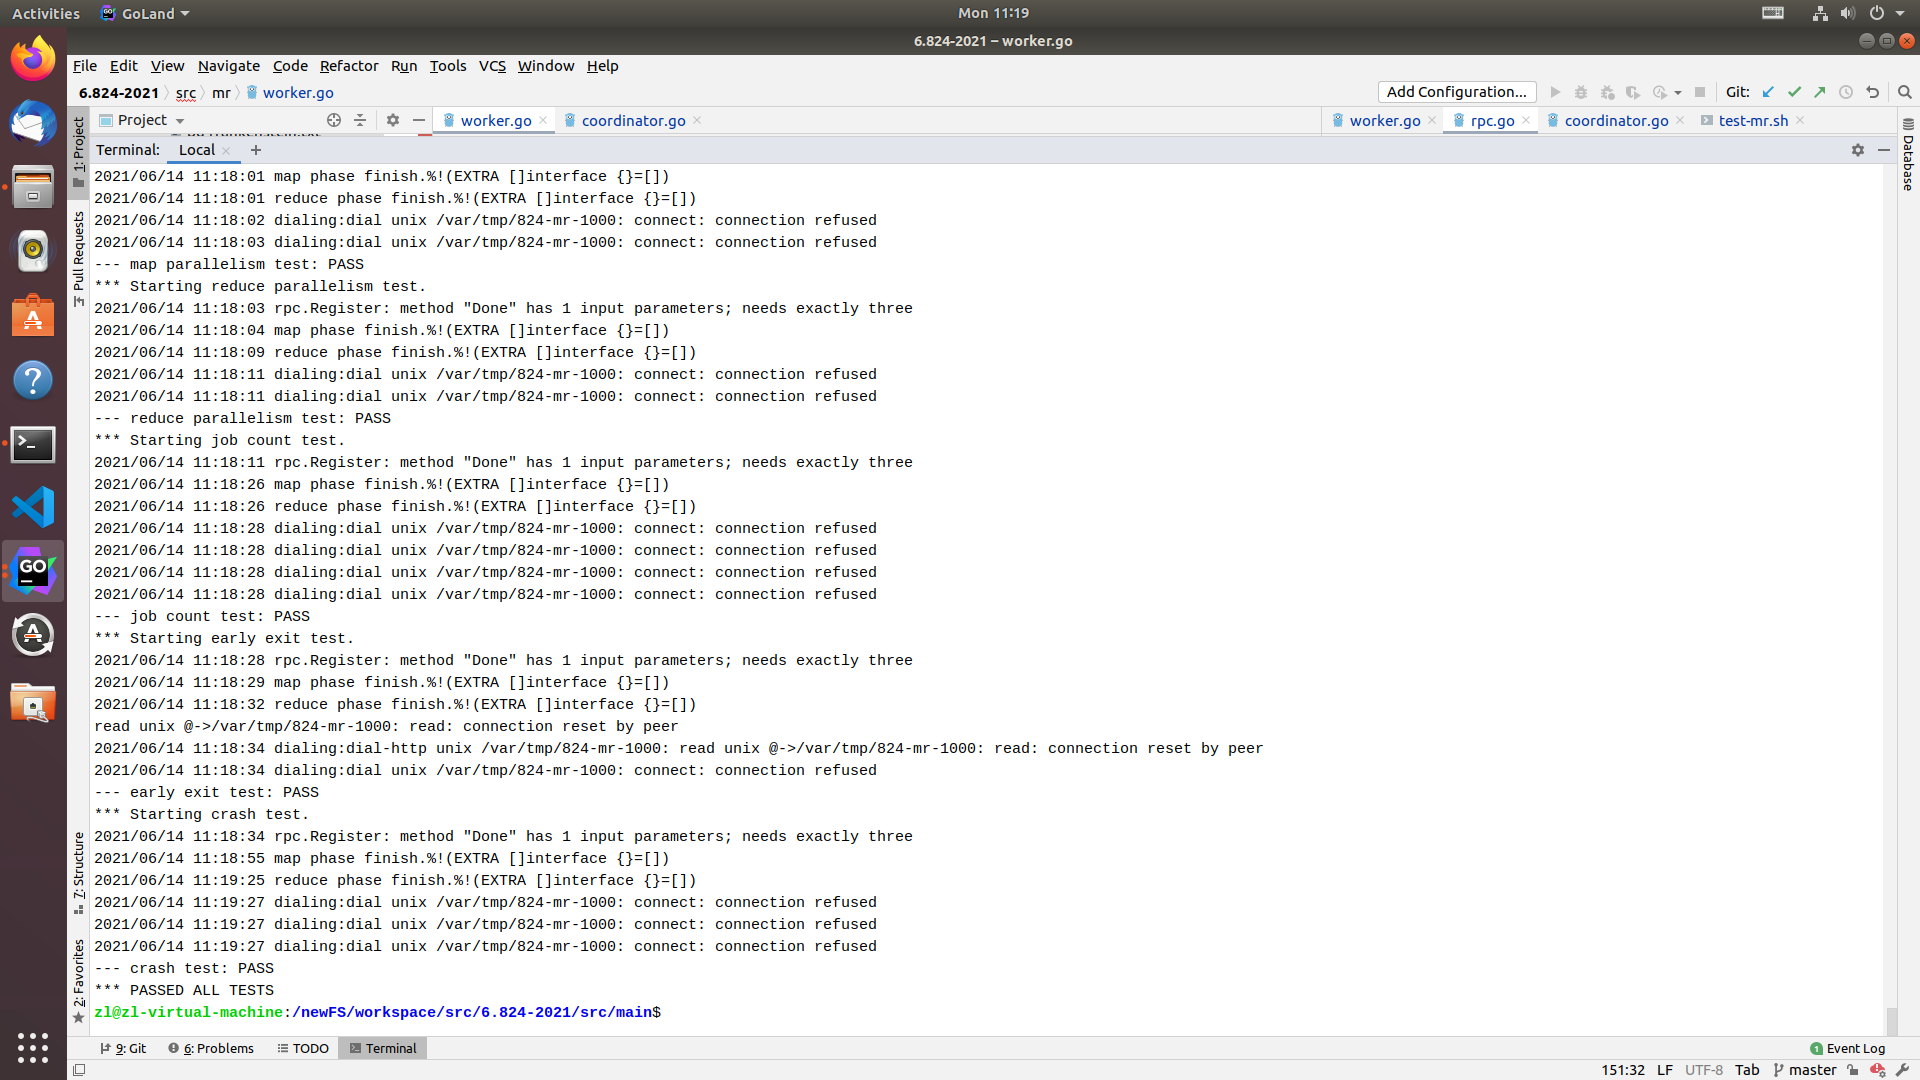 Activities GoLand Mon 11:19
6.824-2021 – worker.go
File Edit View Navigate Code Refactor Run Tools VCS Window Help
6.824-2021 src mr worker.go Add Configuration... Git:
Project worker.go coordinator.go worker.go rpc.go coordinator.go test-mr.sh
Terminal: Local +
2021/06/14 11:18:01 map phase finish.%!(EXTRA []interface {}=[])
2021/06/14 11:18:01 reduce phase finish.%!(EXTRA []interface {}=[])
2021/06/14 11:18:02 dialing:dial unix /var/tmp/824-mr-1000: connect: connection refused
2021/06/14 11:18:03 dialing:dial unix /var/tmp/824-mr-1000: connect: connection refused
--- map parallelism test: PASS
*** Starting reduce parallelism test.
2021/06/14 11:18:03 rpc.Register: method "Done" has 1 input parameters; needs exactly three
2021/06/14 11:18:04 map phase finish.%!(EXTRA []interface {}=[])
2021/06/14 11:18:09 reduce phase finish.%!(EXTRA []interface {}=[])
2021/06/14 11:18:11 dialing:dial unix /var/tmp/824-mr-1000: connect: connection refused
2021/06/14 11:18:11 dialing:dial unix /var/tmp/824-mr-1000: connect: connection refused
--- reduce parallelism test: PASS
*** Starting job count test.
2021/06/14 11:18:11 rpc.Register: method "Done" has 1 input parameters; needs exactly three
2021/06/14 11:18:26 map phase finish.%!(EXTRA []interface {}=[])
2021/06/14 11:18:26 reduce phase finish.%!(EXTRA []interface {}=[])
2021/06/14 11:18:28 dialing:dial unix /var/tmp/824-mr-1000: connect: connection refused
2021/06/14 11:18:28 dialing:dial unix /var/tmp/824-mr-1000: connect: connection refused
2021/06/14 11:18:28 dialing:dial unix /var/tmp/824-mr-1000: connect: connection refused
2021/06/14 11:18:28 dialing:dial unix /var/tmp/824-mr-1000: connect: connection refused
--- job count test: PASS
*** Starting early exit test.
2021/06/14 11:18:28 rpc.Register: method "Done" has 1 input parameters; needs exactly three
2021/06/14 11:18:29 map phase finish.%!(EXTRA []interface {}=[])
2021/06/14 11:18:32 reduce phase finish.%!(EXTRA []interface {}=[])
read unix @->/var/tmp/824-mr-1000: read: connection reset by peer
2021/06/14 11:18:34 dialing:dial-http unix /var/tmp/824-mr-1000: read unix @->/var/tmp/824-mr-1000: read: connection reset by peer
2021/06/14 11:18:34 dialing:dial unix /var/tmp/824-mr-1000: connect: connection refused
--- early exit test: PASS
*** Starting crash test.
2021/06/14 11:18:34 rpc.Register: method "Done" has 1 input parameters; needs exactly three
2021/06/14 11:18:55 map phase finish.%!(EXTRA []interface {}=[])
2021/06/14 11:19:25 reduce phase finish.%!(EXTRA []interface {}=[])
2021/06/14 11:19:27 dialing:dial unix /var/tmp/824-mr-1000: connect: connection refused
2021/06/14 11:19:27 dialing:dial unix /var/tmp/824-mr-1000: connect: connection refused
2021/06/14 11:19:27 dialing:dial unix /var/tmp/824-mr-1000: connect: connection refused
--- crash test: PASS
*** PASSED ALL TESTS
zl@zl-virtual-machine:/newFS/workspace/src/6.824-2021/src/main$
1: Project
Pull Requests
7: Structure
2: Favorites
Database
9: Git 6: Problems TODO Terminal 1 Event Log
151:32 LF UTF-8 Tab master